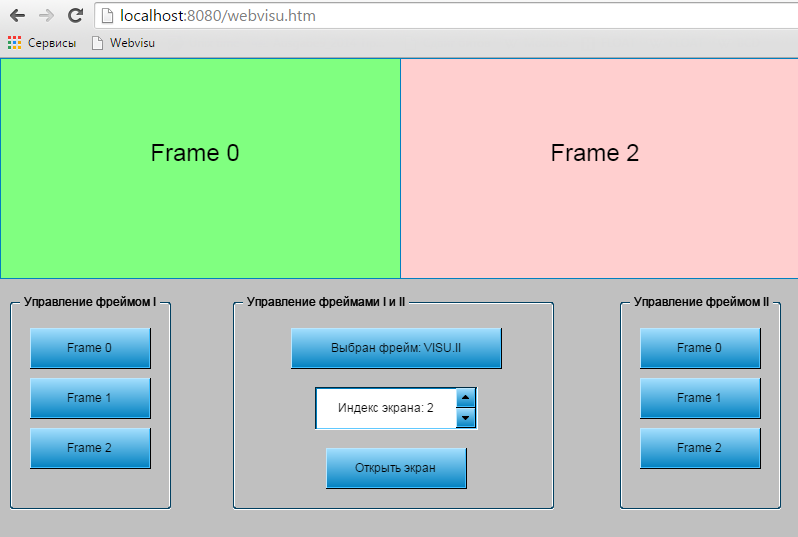 localhost:8080/webvisu.htm
Сервисы Webvisu
Frame 0 Frame 2
Управление фреймом I
Frame 0
Frame 1
Frame 2
Управление фреймами I и II
Выбран фрейм: VISU.II
Индекс экрана: 2
Открыть экран
Управление фреймом II
Frame 0
Frame 1
Frame 2